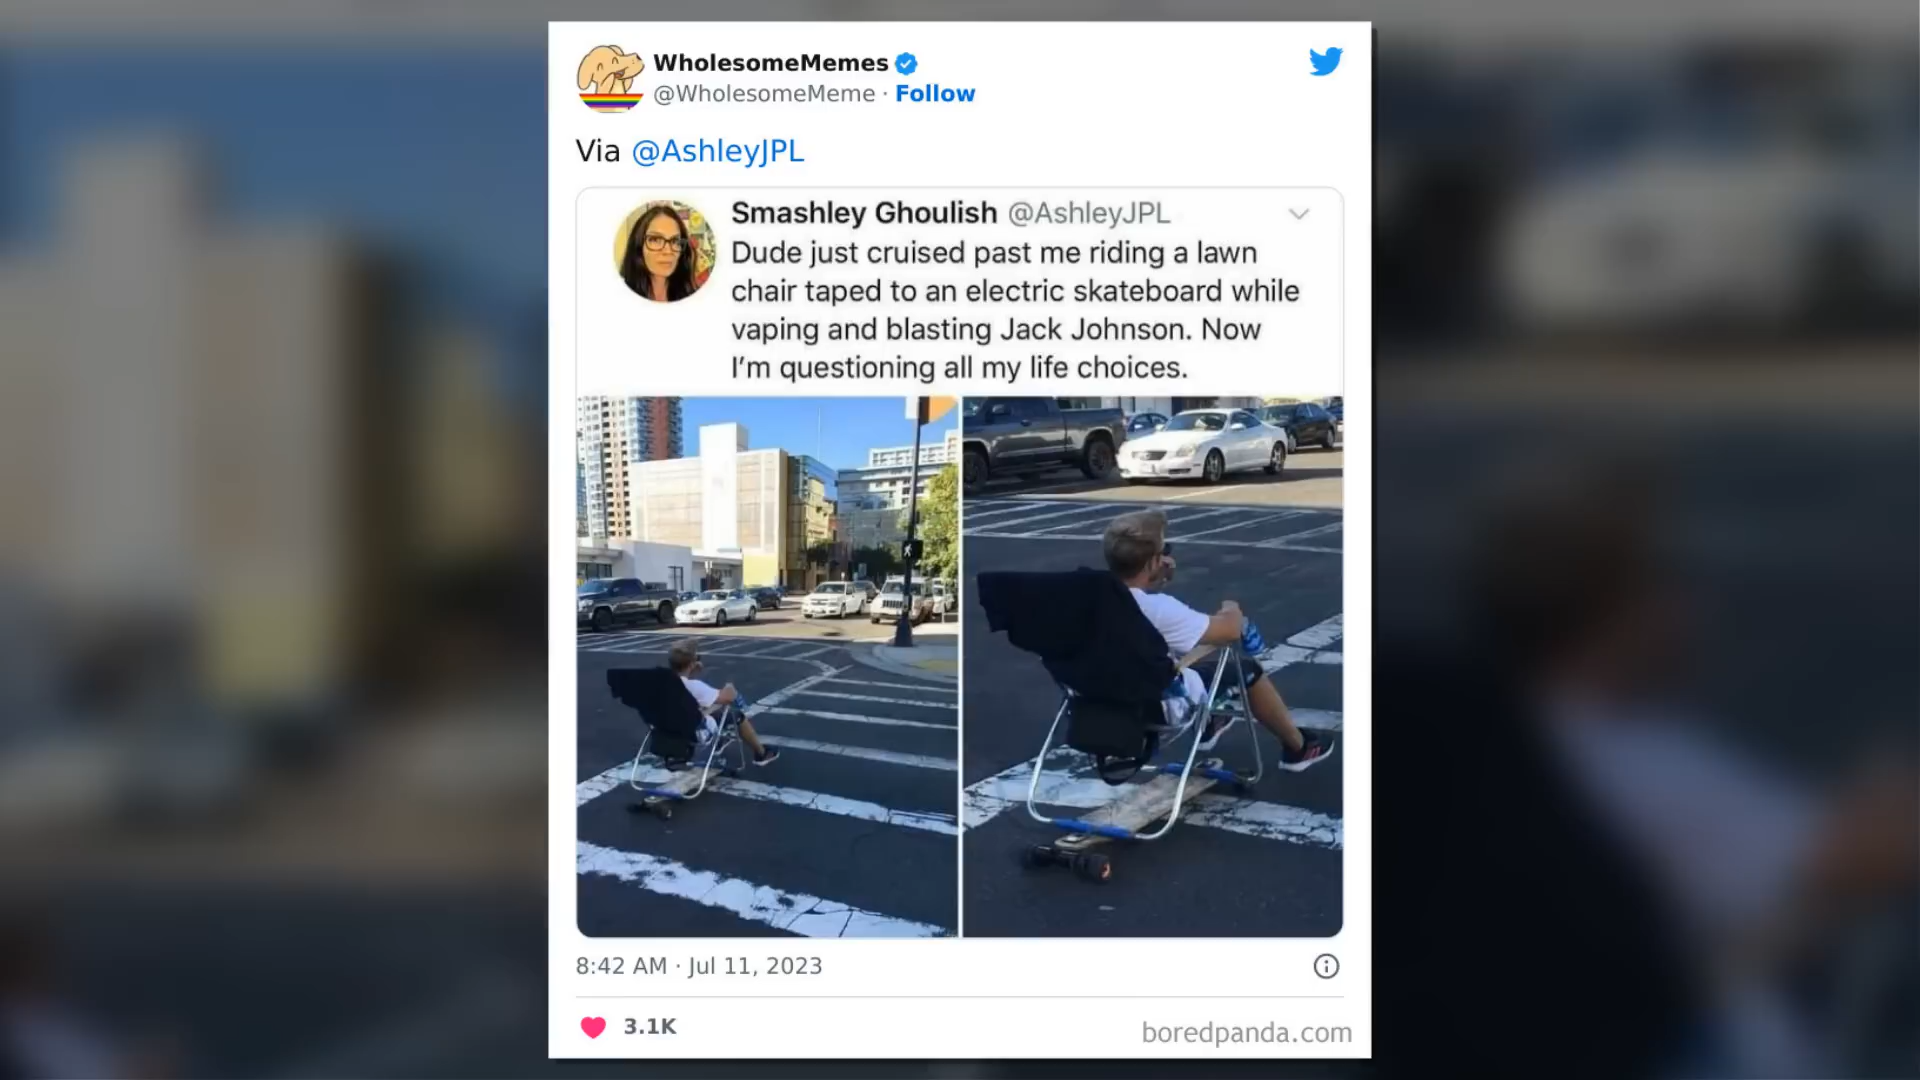 WholesomeMemes
@WholesomeMeme · Follow
Via @AshleyJPL
Smashley Ghoulish @AshleyJPL
Dude just cruised past me riding a lawn
chair taped to an electric skateboard while
vaping and blasting Jack Johnson. Now
I'm questioning all my life choices.
8:42 AM · Jul 11, 2023
3.1K
boredpanda.com